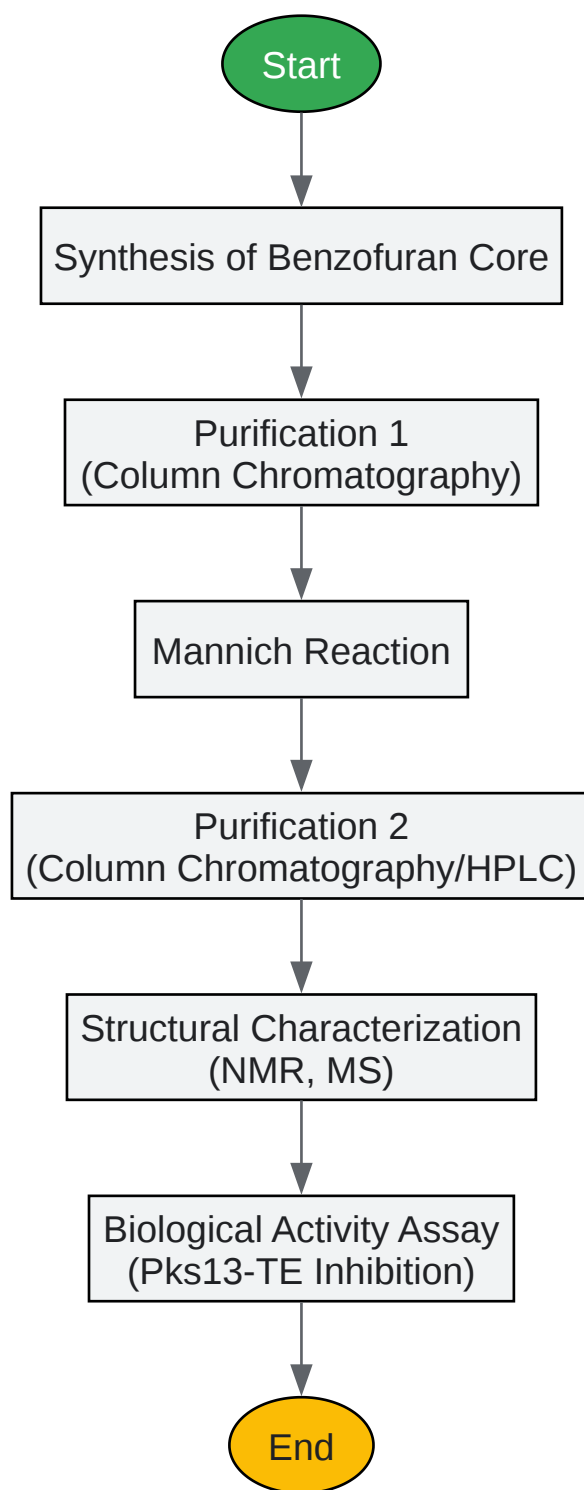 Start
Synthesis of Benzofuran Core
Purification 1
(Column Chromatography)
Mannich Reaction
Purification 2
(Column Chromatography/HPLC)
Structural Characterization
(NMR, MS)
Biological Activity Assay
(Pks13-TE Inhibition)
End